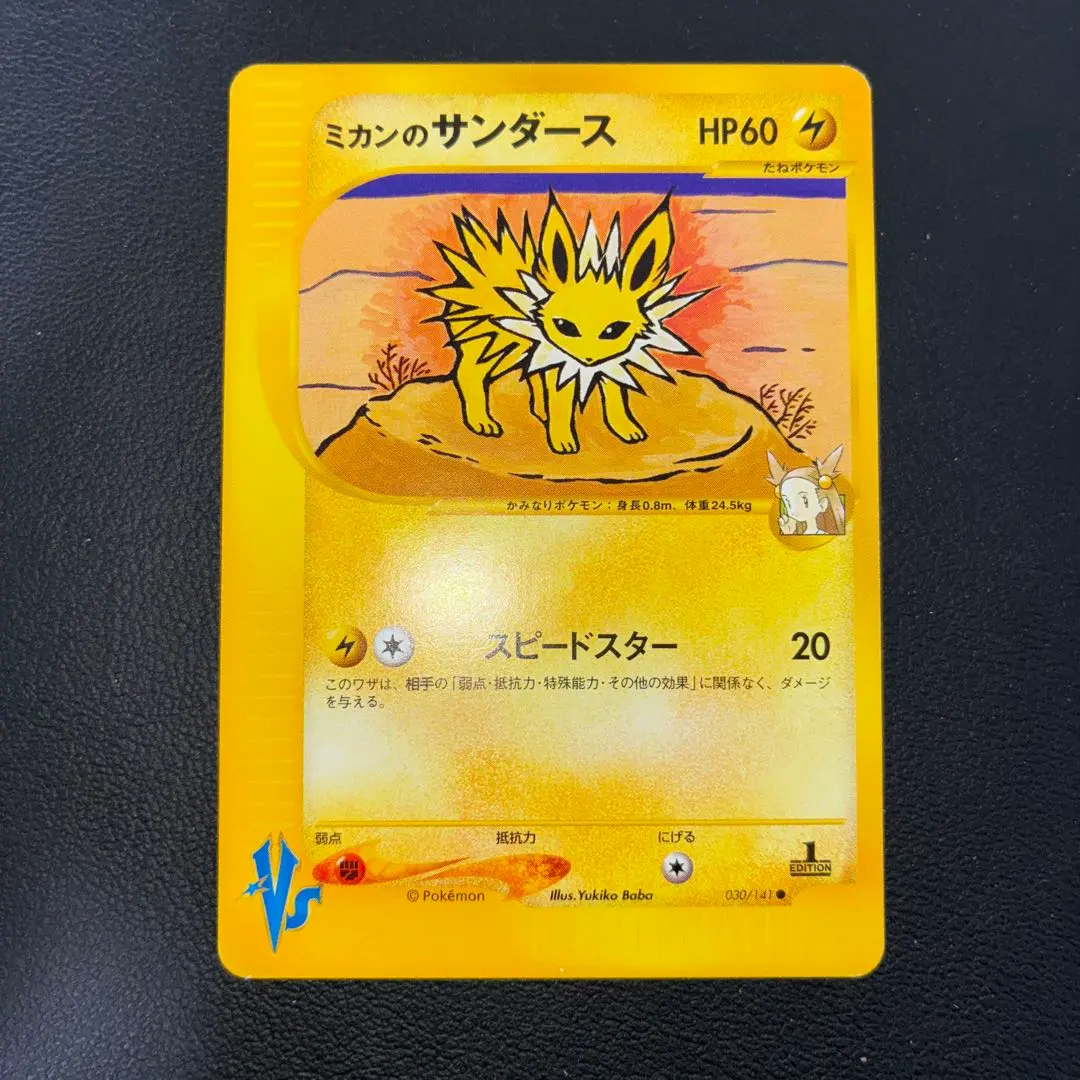 ミカンのサンダース HP60
たねポケモン
かみなりポケモン：身長0.8m、体重24.5kg
スピードスター 20
このワザは、相手の「弱点・抵抗力・特殊能力・その他の効果」に関係なく、ダメージ
を与える。
弱点 抵抗力 にげる
1
EDITION
VS
© Pokémon Illus. Yukiko Baba 030/141